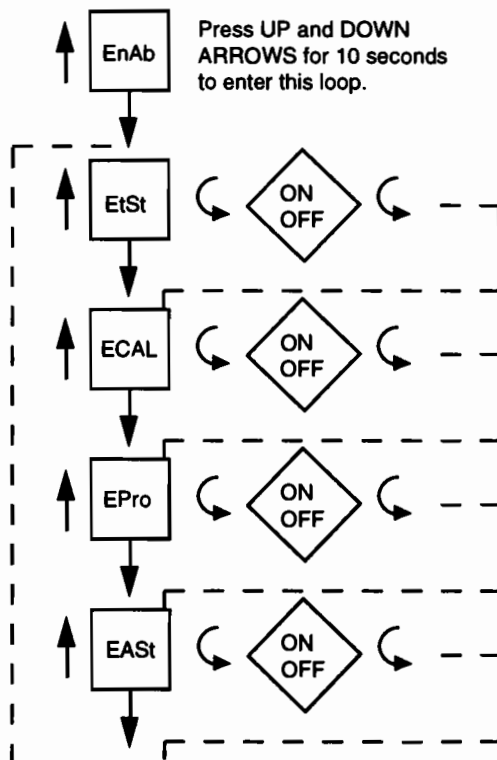 EnAb
Press UP and DOWN
ARROWS for 10 seconds
to enter this loop.
EtSt
ON
OFF
ECAL
ON
OFF
EPro
ON
OFF
EASt
ON
OFF